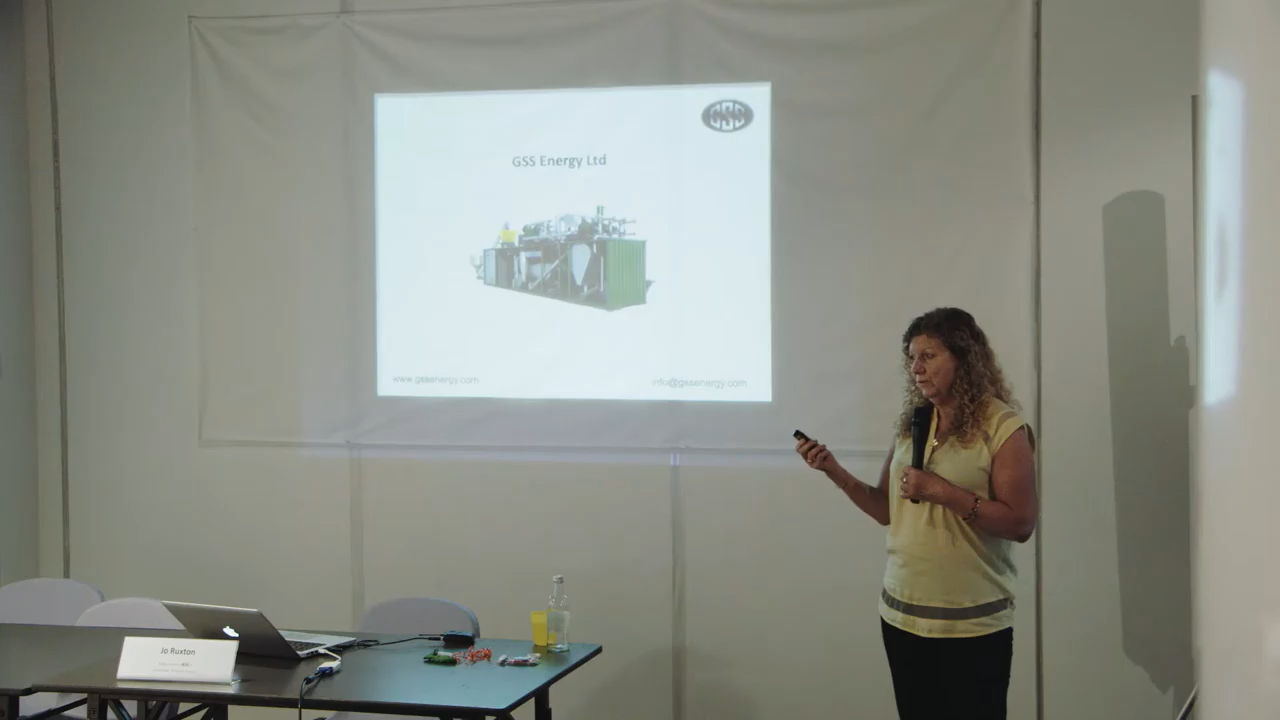 GSS
GSS Energy Ltd
www.gssenergy.com
info@gssenergy.com
Jo Ruxton